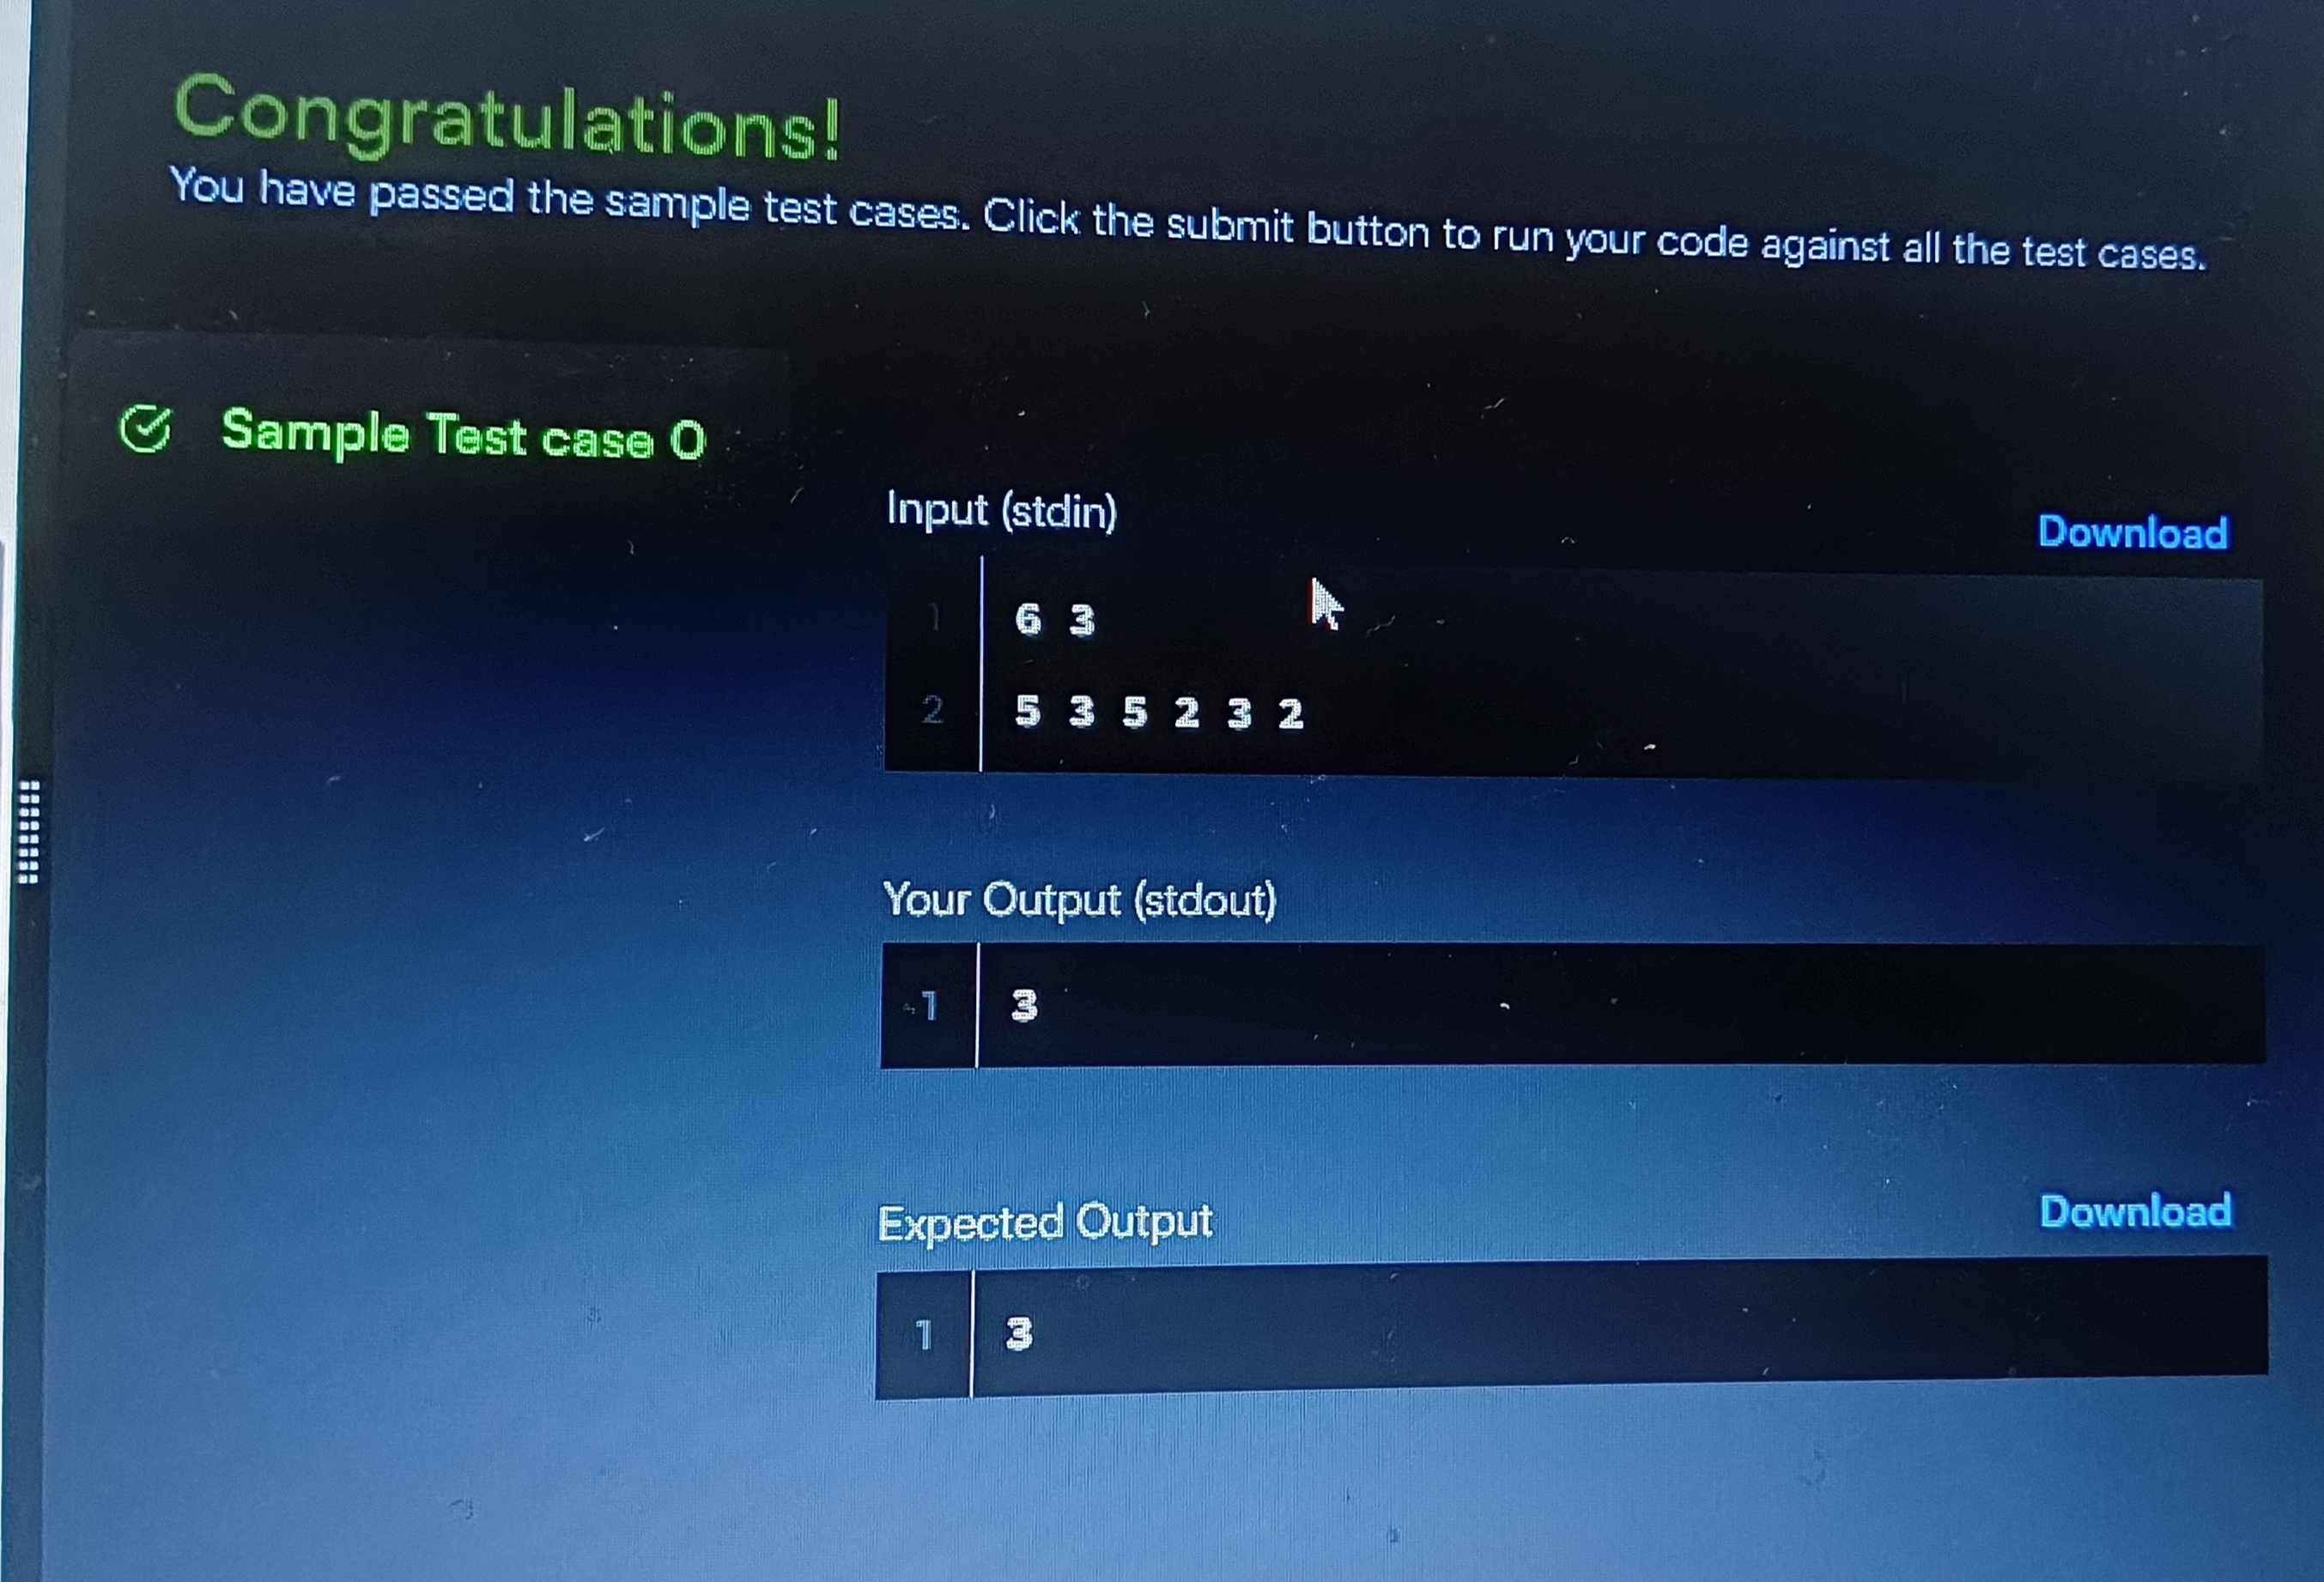 Congratulations!
You have passed the sample test cases. Click the submit button to run your code against all the test cases.
Sample Test case 0
Input (stdin)
Download
1 6 3
2 5 3 5 2 3 2
Your Output (stdout)
1 3
Expected Output
Download
1 3